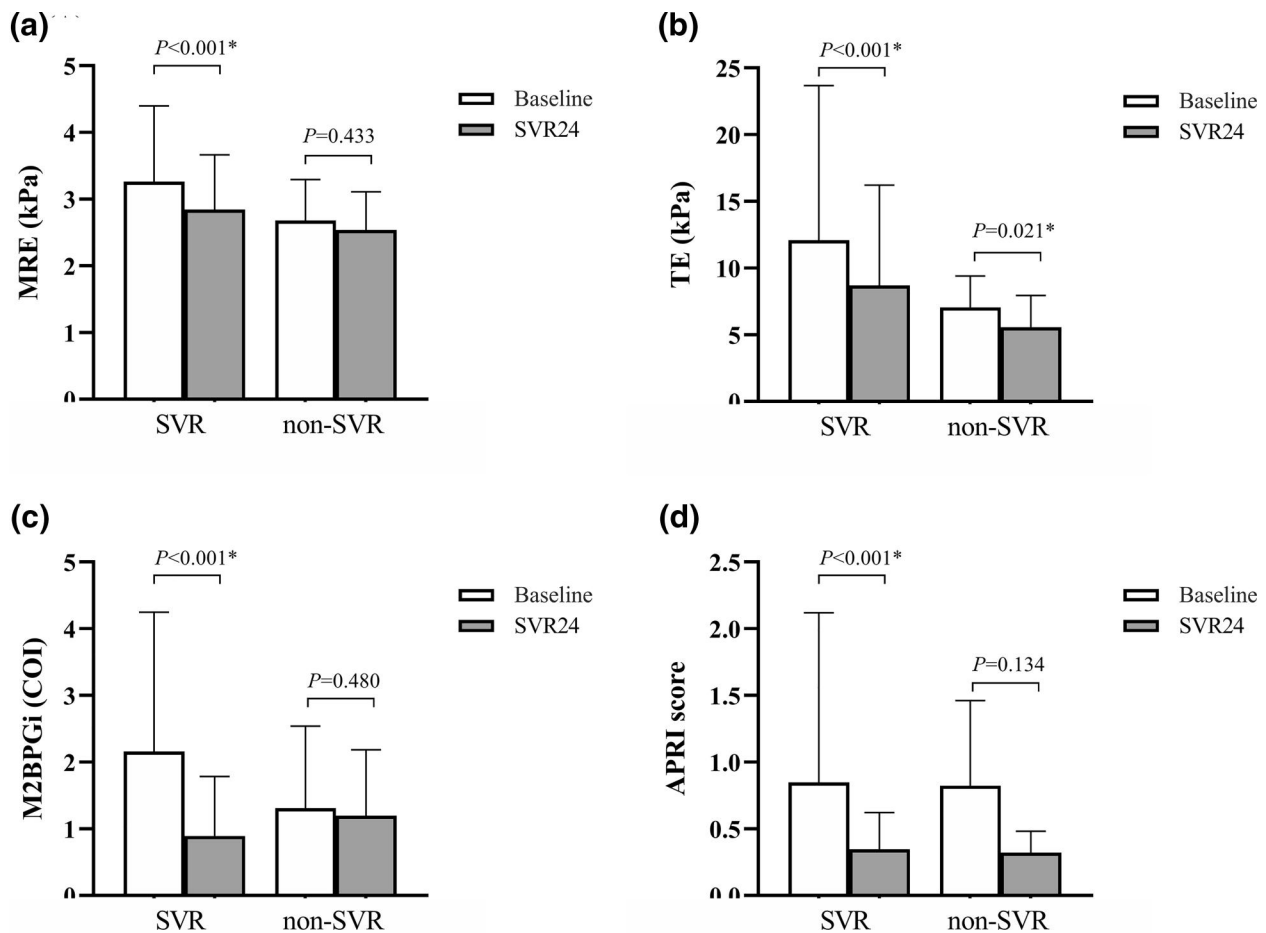 (a)
P<0.001*
5
4
3
2
1
0
MRE (kPa)
P=0.433
Baseline
SVR24
SVR
non-SVR
(b)
P<0.001*
25
20
15
10
5
0
TE (kPa)
P=0.021*
Baseline
SVR24
SVR
non-SVR
(c)
P<0.001*
5
4
3
2
1
0
M2BPGi (COI)
P=0.480
Baseline
SVR24
SVR
non-SVR
(d)
P<0.001*
2.5
2.0
1.5
1.0
0.5
0.0
APRI score
P=0.134
Baseline
SVR24
SVR
non-SVR